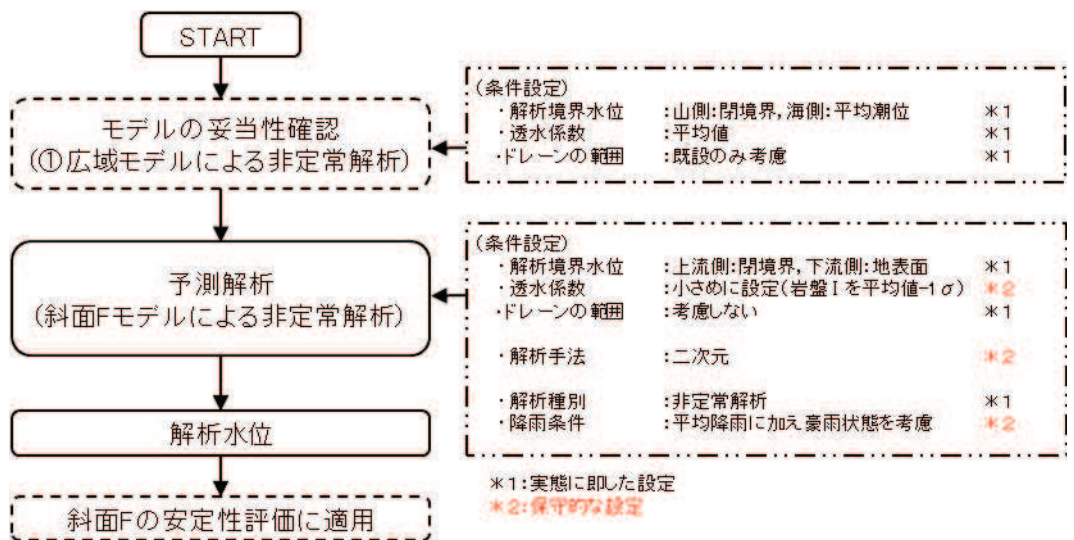 START
モデルの妥当性確認
(①広域モデルによる非定常解析)
(条件設定)
・解析境界水位 :山側:閉境界,海側:平均潮位 *1
・透水係数 :平均値 *1
・ドレーンの範囲 :既設のみ考慮 *1
予測解析
(斜面Fモデルによる非定常解析)
(条件設定)
・解析境界水位 :上流側:閉境界,下流側:地表面 *1
・透水係数 :小さめに設定(岩盤Ⅰを平均値-1σ) *2
・ドレーンの範囲 :考慮しない *1
・解析手法 :二次元 *2
・解析種別 :非定常解析 *1
・降雨条件 :平均降雨に加え豪雨状態を考慮 *2
解析水位
*1:実態に即した設定
*2:保守的な設定
斜面Fの安定性評価に適用